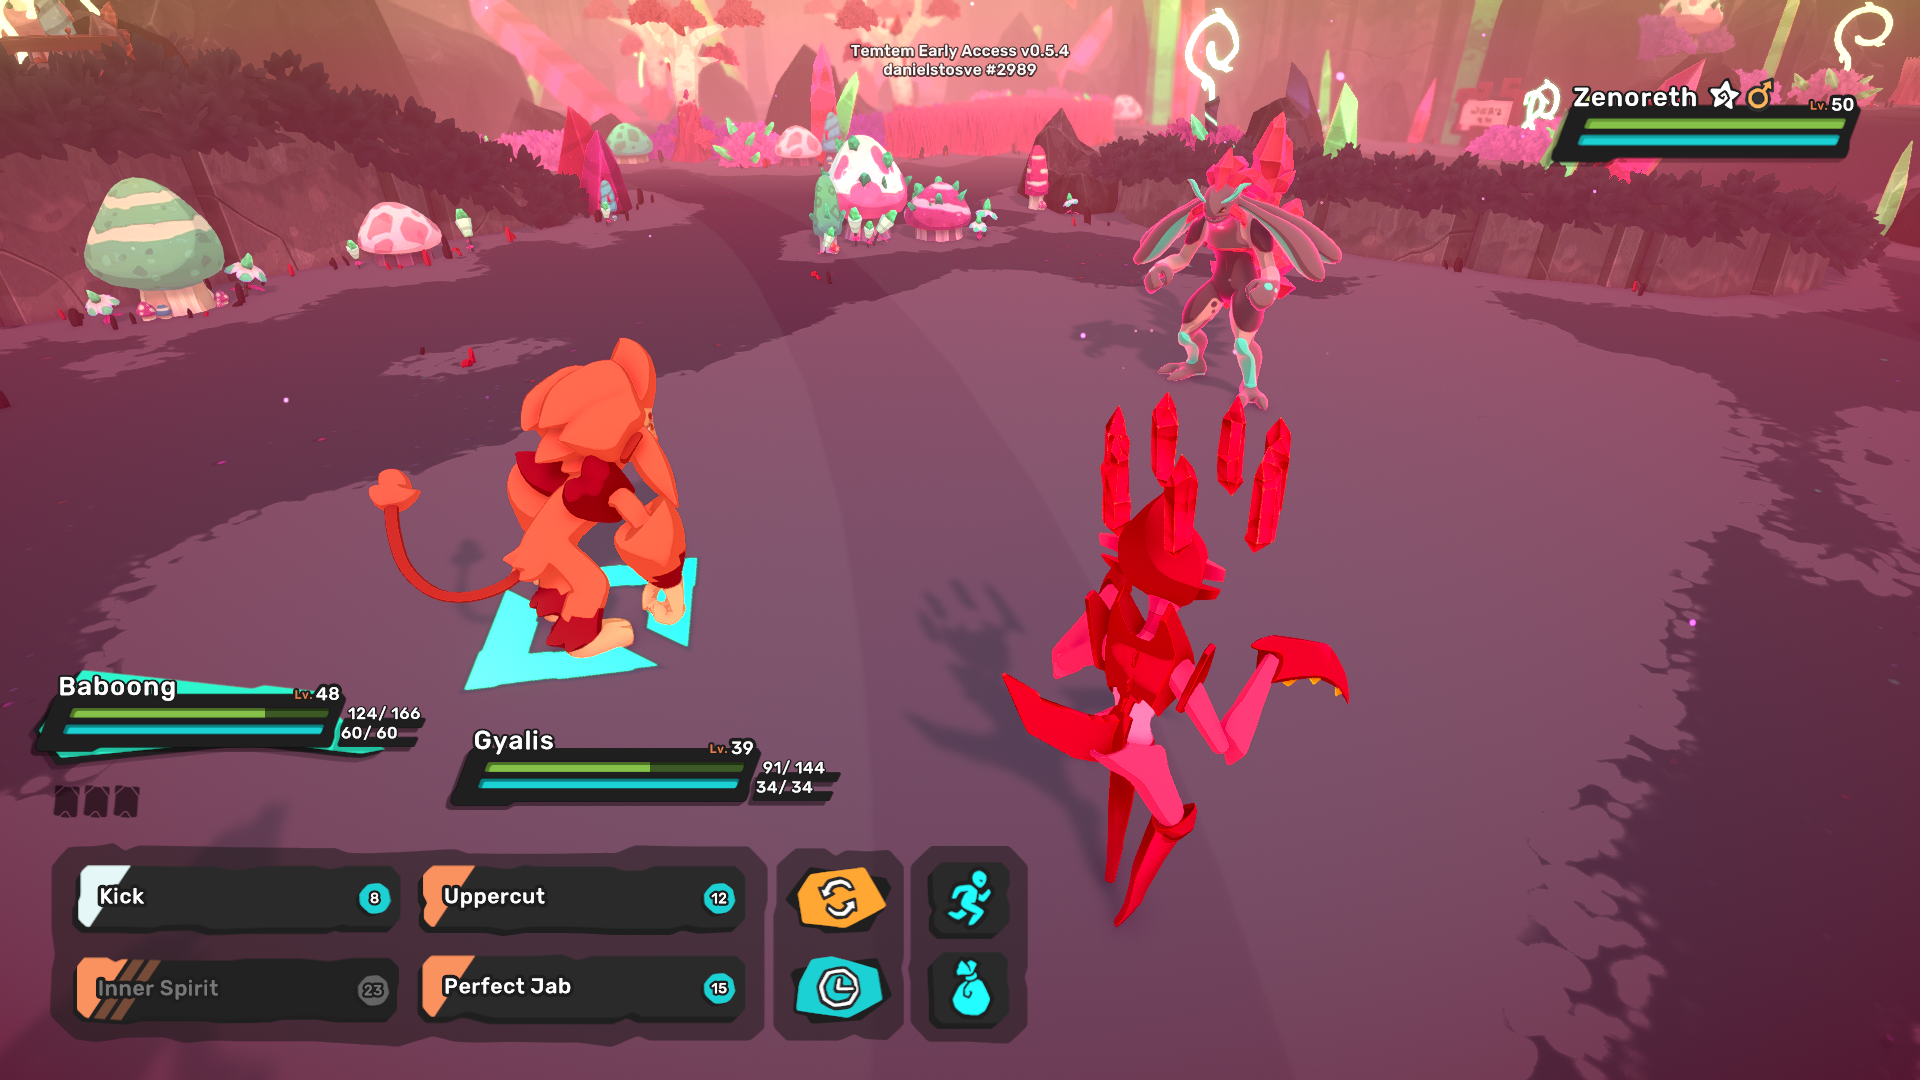 Temtem Early Access v0.5.4
danielstosve #2989
Zenoreth
Lv. 50
Baboong
Lv. 48
124/ 166
60/ 60
Gyalis
Lv. 39
91/ 144
34/ 34
Kick 8
Uppercut 12
Inner Spirit 23
Perfect Jab 15